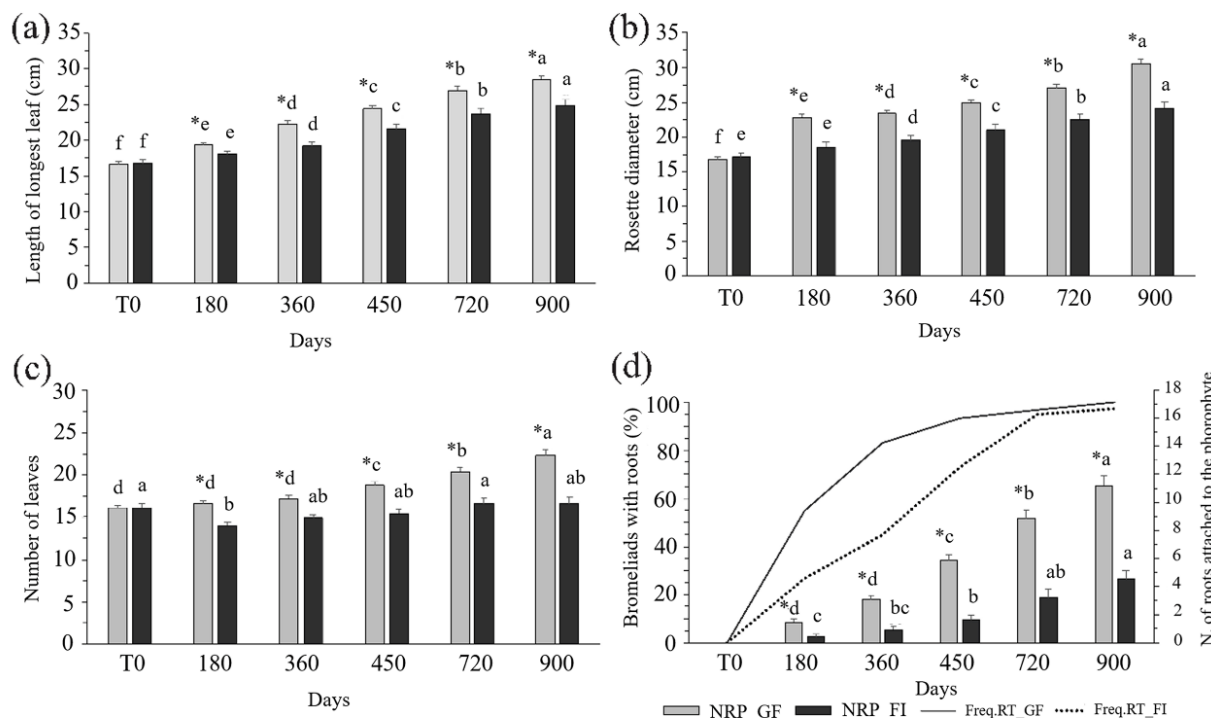 (a)
Length of longest leaf (cm)
35
30
25
20
15
10
5
0
f f *e e *d d *c c *b b *a a
T0 180 360 450 720 900
Days
(b)
Rosette diameter (cm)
35
30
25
20
15
10
5
0
f e *e e *d d *c c *b b *a a
T0 180 360 450 720 900
Days
(c)
Number of leaves
30
25
20
15
10
5
0
d a *d b *d ab *c ab *b a *a ab
T0 180 360 450 720 900
Days
(d)
Bromeliads with roots (%)
100
80
60
40
20
0
*d c *d bc *c b *b ab *a a
18
16
14
12
10
8
6
4
2
0
N. of roots attached to the phorophyte
T0 180 360 450 720 900
Days
NRP_GF NRP_FI Freq.RT_GF Freq.RT_FI